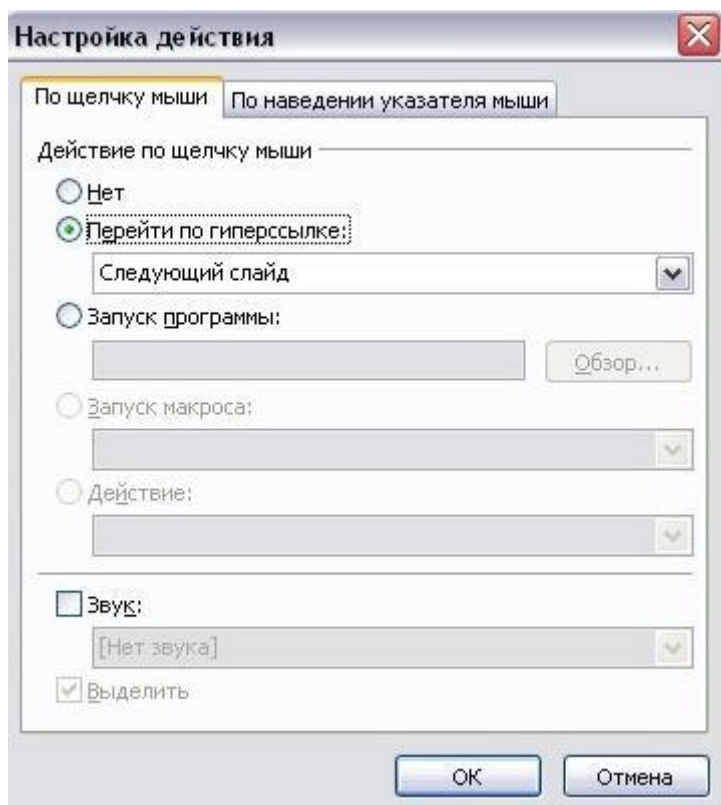 Настройка действия
По щелчку мыши
По наведении указателя мыши
Действие по щелчку мыши
Нет
Перейти по гиперссылке:
Следующий слайд
Запуск программы:
Обзор...
Запуск макроса:
Действие:
Звук:
[Нет звука]
Выделить
ОК
Отмена